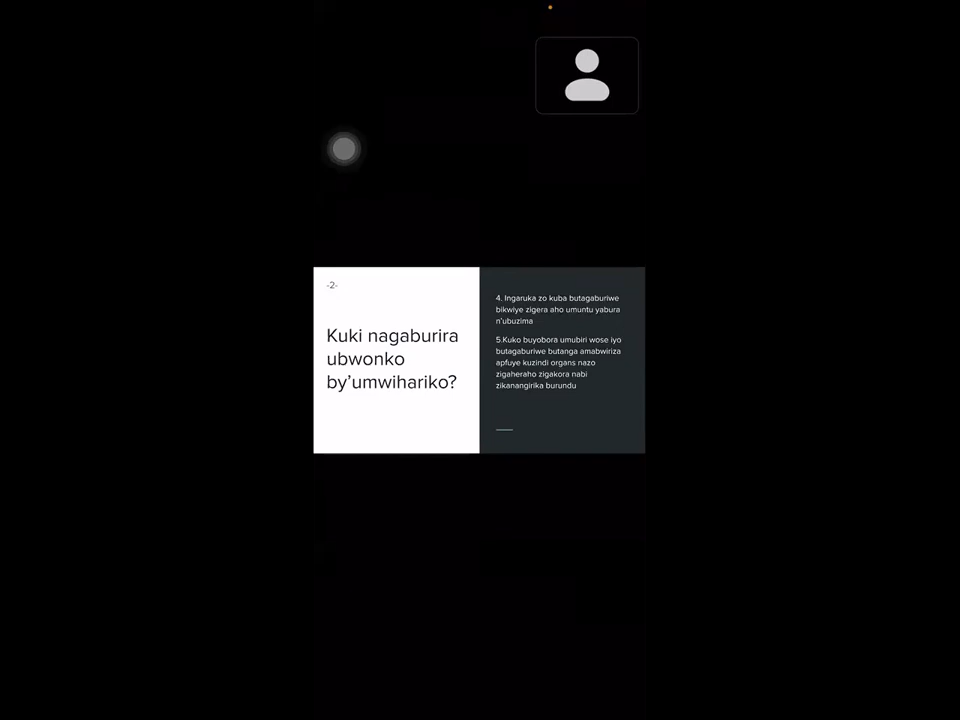 -2-
Kuki nagaburira
ubwonko
by’umwihariko?
4. Ingaruka zo kuba butagaburiwe
bikwiye zigera aho umuntu yabura
n’ubuzima
5.Kuko buyobora umubiri wose iyo
butagaburiwe butanga amabwiriza
apfuye kuzindi organs nazo
zigaheraho zigakora nabi
zikanangirika burundu